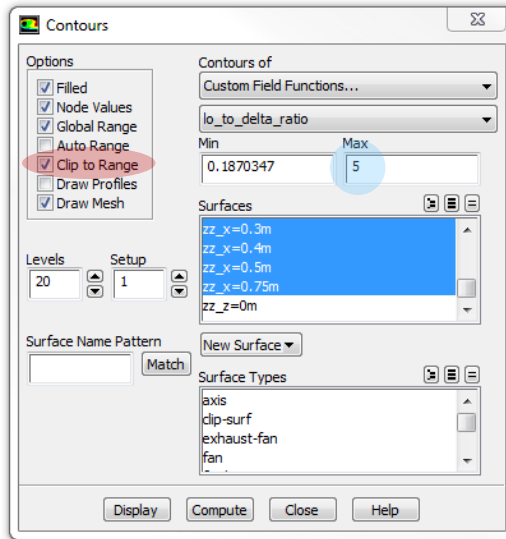 Contours
Options
Filled
Node Values
Global Range
Auto Range
Clip to Range
Draw Profiles
Draw Mesh
Contours of
Custom Field Functions...
lo_to_delta_ratio
Min
Max
0.1870347
5
Surfaces
zz_x=0.3m
zz_x=0.4m
zz_x=0.5m
zz_x=0.75m
zz_z=0m
Levels
Setup
20
1
Surface Name Pattern
Match
New Surface
Surface Types
axis
clip-surf
exhaust-fan
fan
Display
Compute
Close
Help